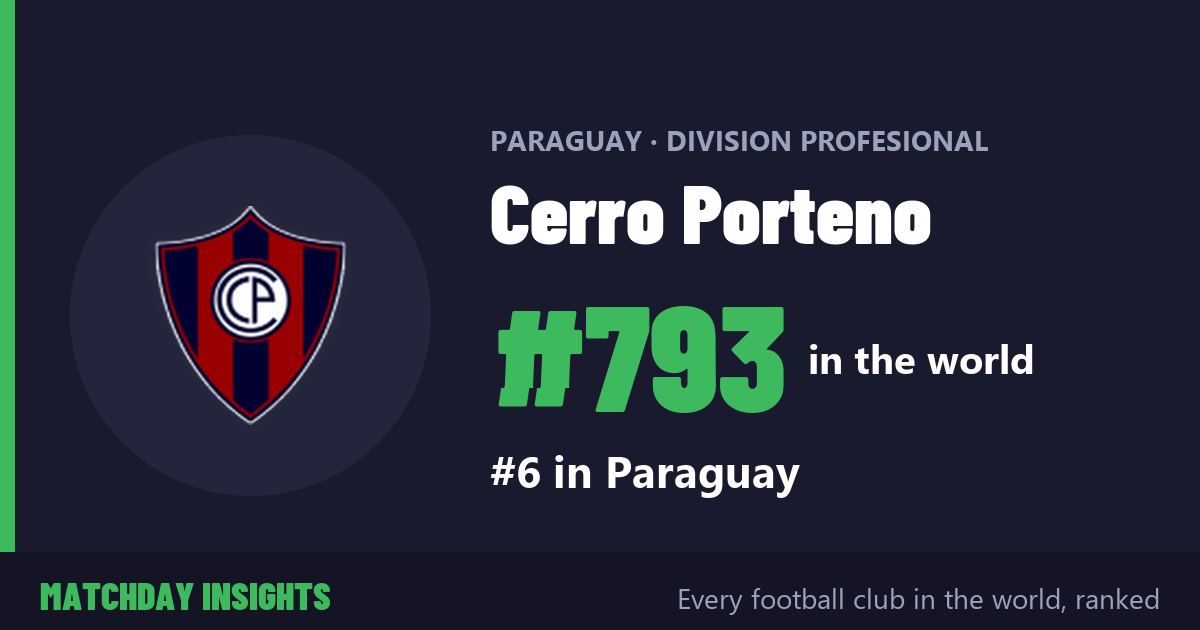 PARAGUAY · DIVISION PROFESIONAL
Cerro Porteno
CCP
#793 in the world
#6 in Paraguay
MATCHDAY INSIGHTS
Every football club in the world, ranked